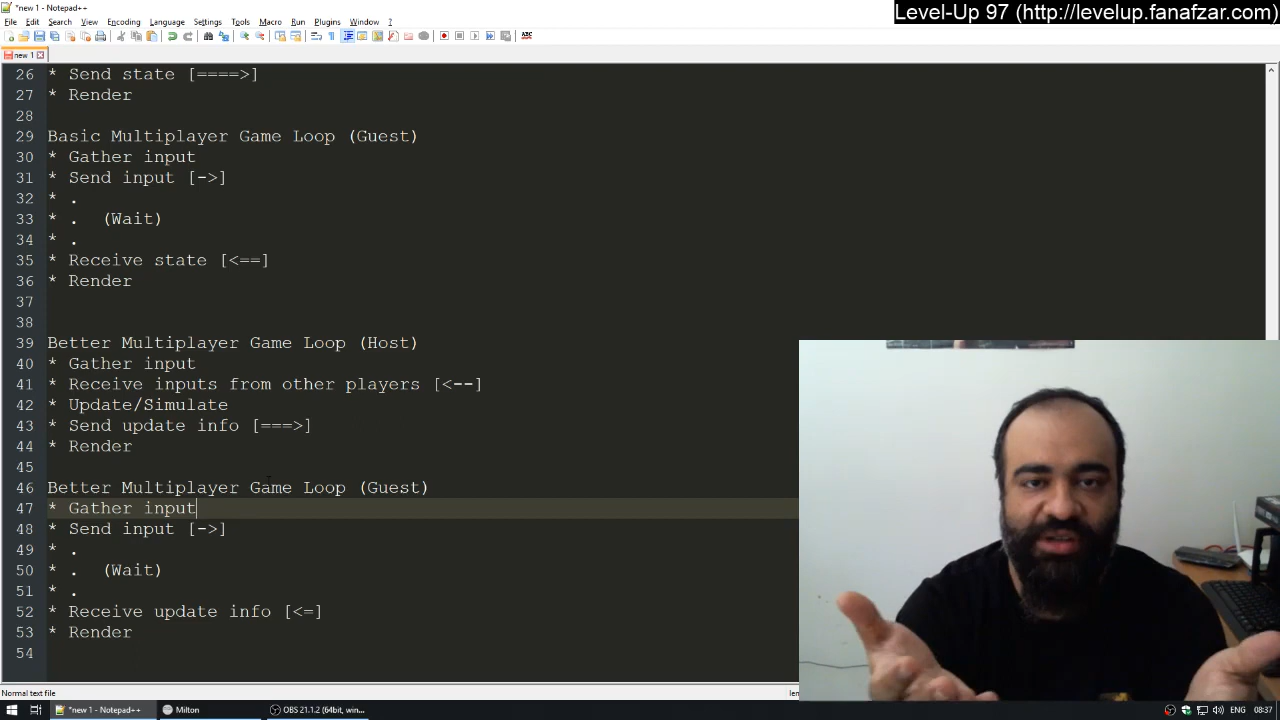 *new 1 - Notepad++
Level-Up 97 (http://levelup.fanafzar.com)
File Edit Search View Encoding Language Settings Tools Macro Run Plugins Window ?
new 1
26 * Send state [====>]
27 * Render
28
29 Basic Multiplayer Game Loop (Guest)
30 * Gather input
31 * Send input [->]
32 * .
33 * .  (Wait)
34 * .
35 * Receive state [<==]
36 * Render
37
38
39 Better Multiplayer Game Loop (Host)
40 * Gather input
41 * Receive inputs from other players [<--]
42 * Update/Simulate
43 * Send update info [===>]
44 * Render
45
46 Better Multiplayer Game Loop (Guest)
47 * Gather input
48 * Send input [->]
49 * .
50 * .  (Wait)
51 * .
52 * Receive update info [<=]
53 * Render
54
Normal text file
len
*new 1 - Notepad++
Milton
OBS 21.1.2 (64bit, win...
ENG
08:37